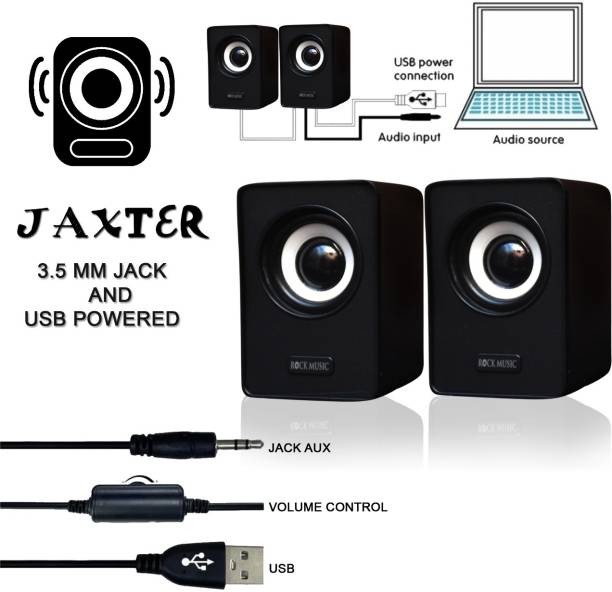 USB power
connection
Audio input
Audio source
JAXTER
3.5 MM JACK
AND
USB POWERED
ROCK MUSIC
ROCK MUSIC
JACK AUX
VOLUME CONTROL
USB